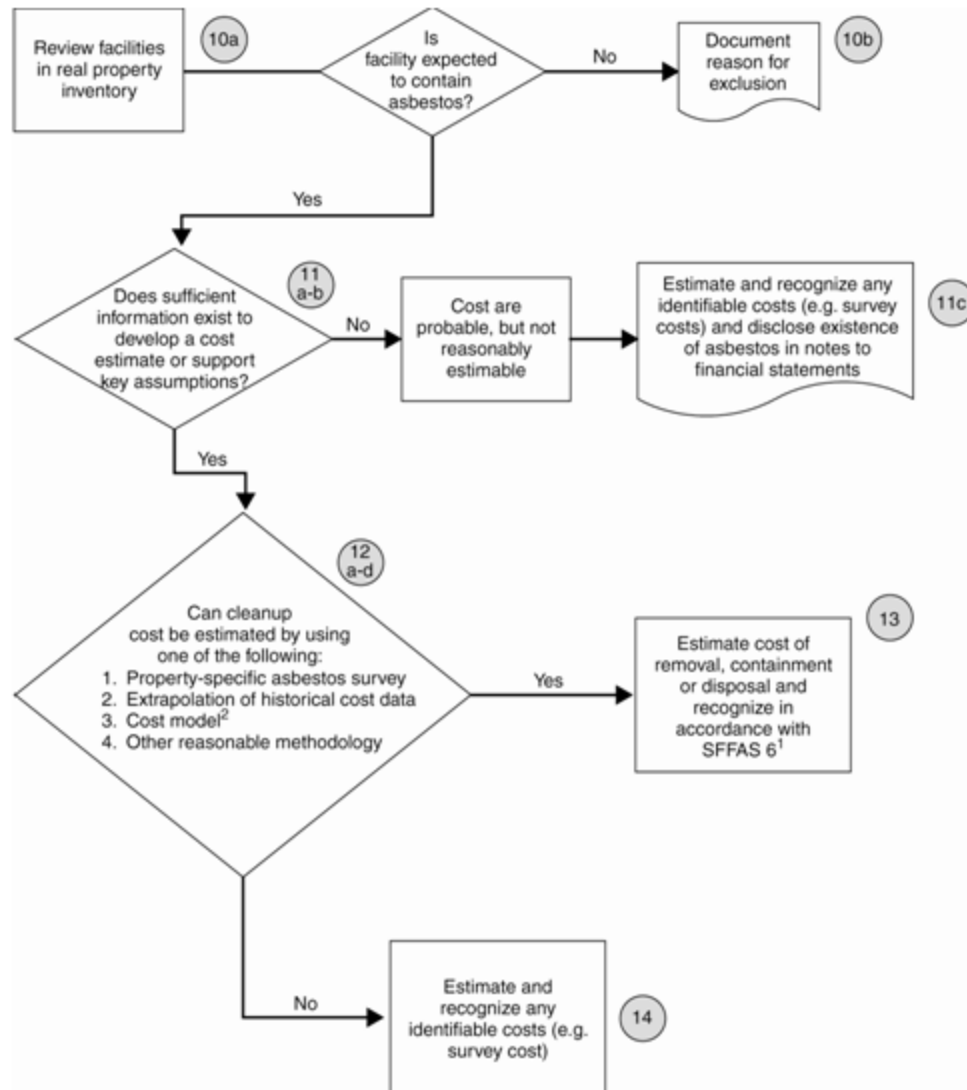 Review facilities
in real property
inventory
10a
Is
facility expected
to contain
asbestos?
No
Document
reason for
exclusion
10b
Yes
Does sufficient
information exist to
develop a cost
estimate or support
key assumptions?
11
a-b
No
Cost are
probable, but not
reasonably
estimable
Estimate and recognize any
identifiable costs (e.g. survey
costs) and disclose existence
of asbestos in notes to
financial statements
11c
Yes
12
a-d
Can cleanup
cost be estimated by using
one of the following:
1. Property-specific asbestos survey
2. Extrapolation of historical cost data
3. Cost model²
4. Other reasonable methodology
Yes
13
Estimate cost of
removal, containment
or disposal and
recognize in
accordance with
SFFAS 6¹
No
Estimate and
recognize any
identifiable costs (e.g.
survey cost)
14